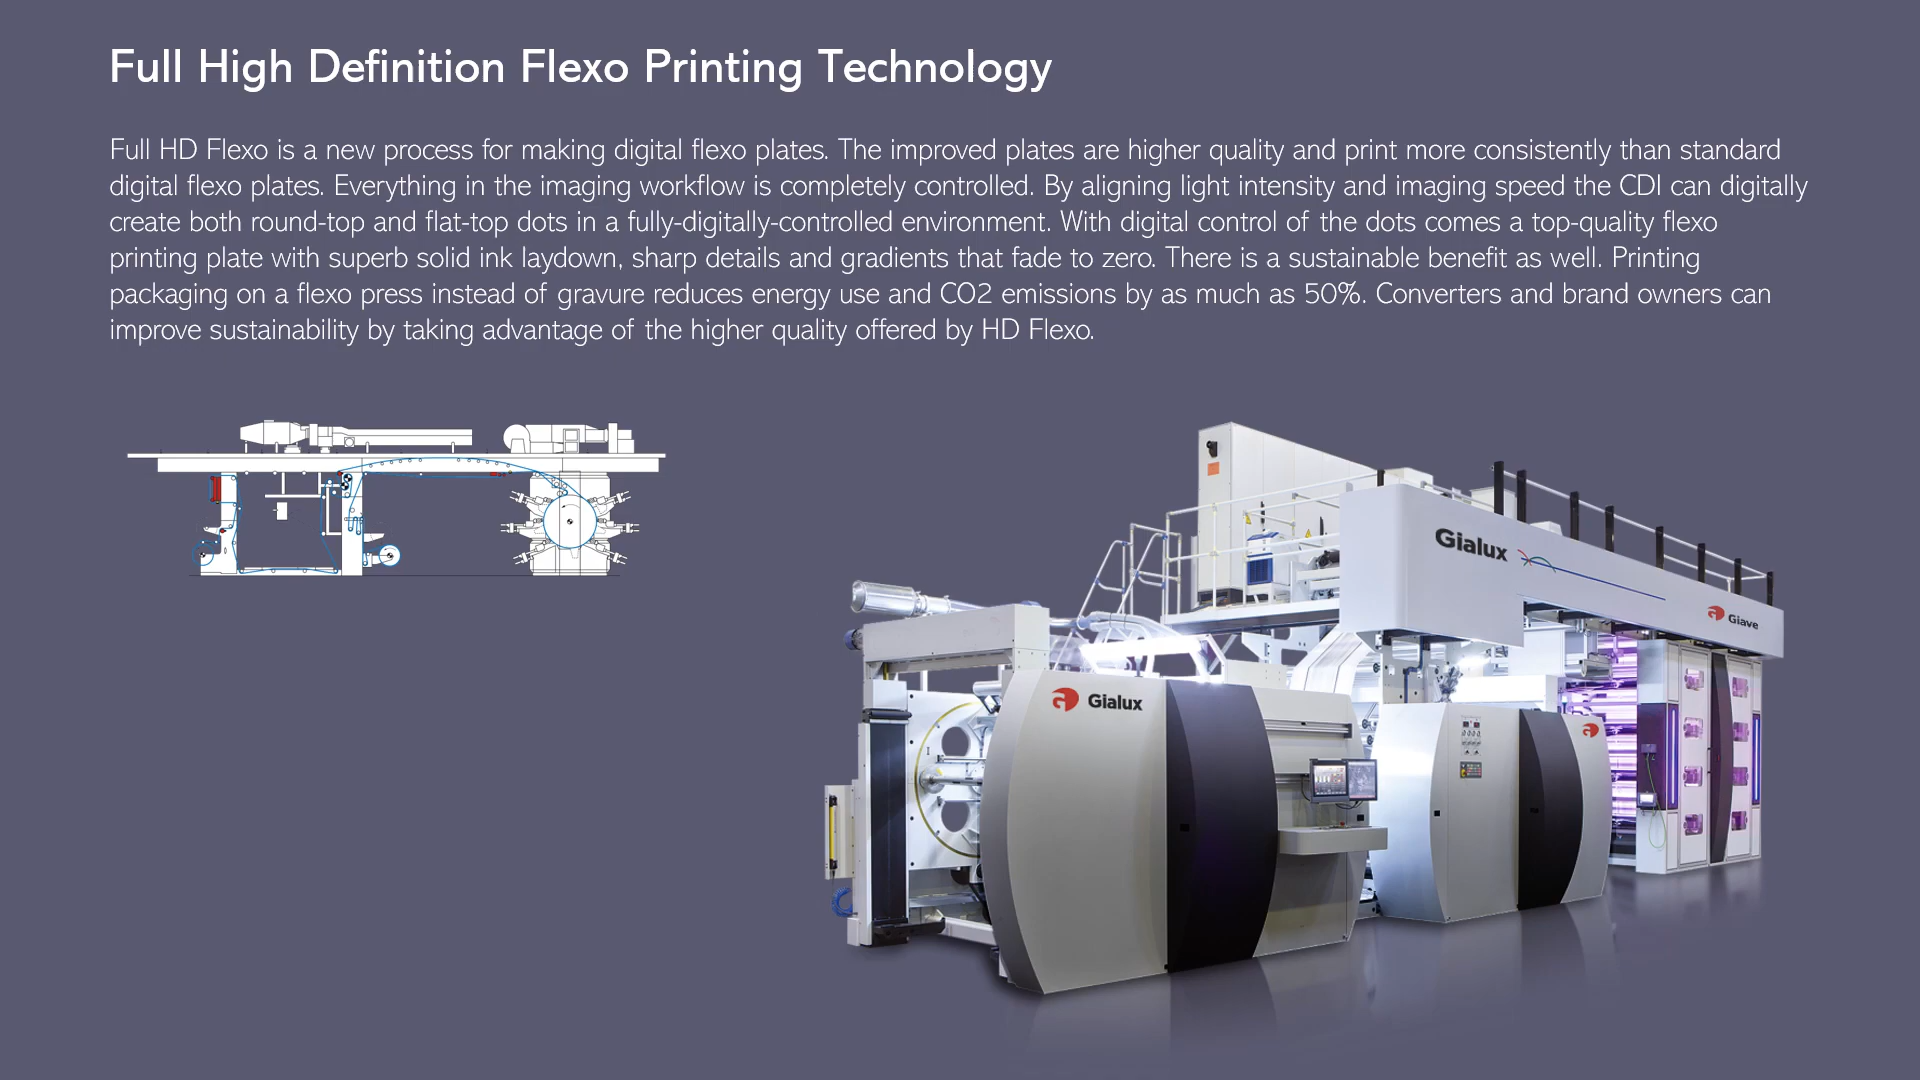 Full High Definition Flexo Printing Technology
Full HD Flexo is a new process for making digital flexo plates. The improved plates are higher quality and print more consistently than standard
digital flexo plates. Everything in the imaging workflow is completely controlled. By aligning light intensity and imaging speed the CDI can digitally
create both round-top and flat-top dots in a fully-digitally-controlled environment. With digital control of the dots comes a top-quality flexo
printing plate with superb solid ink laydown, sharp details and gradients that fade to zero. There is a sustainable benefit as well. Printing
packaging on a flexo press instead of gravure reduces energy use and CO2 emissions by as much as 50%. Converters and brand owners can
improve sustainability by taking advantage of the higher quality offered by HD Flexo.
Gialux
Giave
Gialux